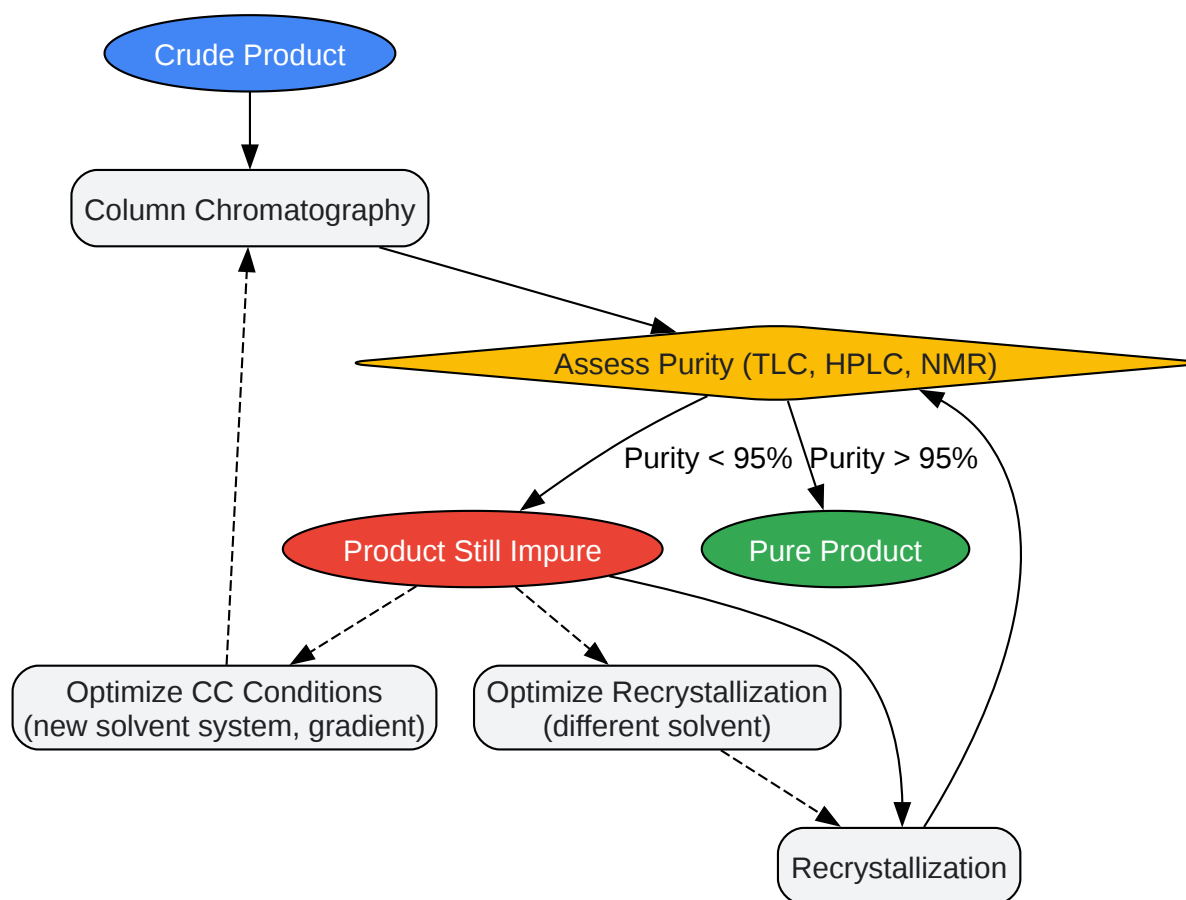 Crude Product
Column Chromatography
Assess Purity (TLC, HPLC, NMR)
Purity < 95%
Purity > 95%
Product Still Impure
Pure Product
Optimize CC Conditions
(new solvent system, gradient)
Optimize Recrystallization
(different solvent)
Recrystallization